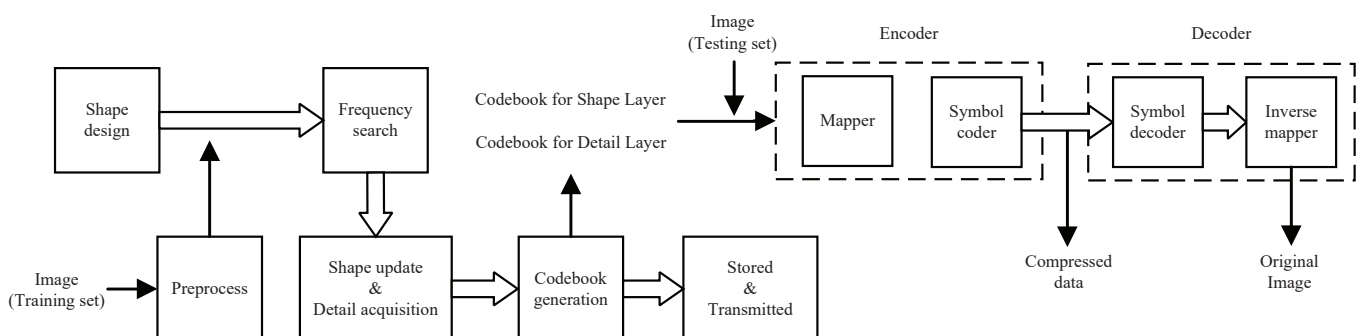 Image
(Testing set)
Encoder
Decoder
Shape
design
Frequency
search
Codebook for Shape Layer
Codebook for Detail Layer
Mapper
Symbol
coder
Symbol
decoder
Inverse
mapper
Image
(Training set)
Preprocess
Shape update
&
Detail acquisition
Codebook
generation
Stored
&
Transmitted
Compressed
data
Original
Image